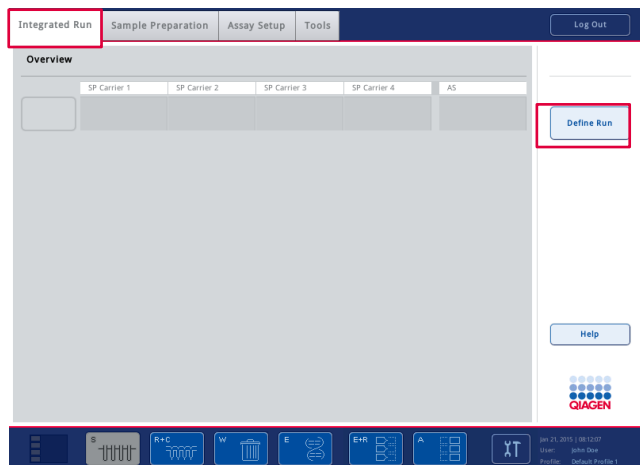 Integrated Run Sample Preparation Assay Setup Tools Log Out
Overview
SP Carrier 1 SP Carrier 2 SP Carrier 3 SP Carrier 4 AS
Define Run
Help
QIAGEN
S R+C W E E+R A
Jan 21, 2015 | 08:12:07
User: John Doe
Profile: Default Profile 1